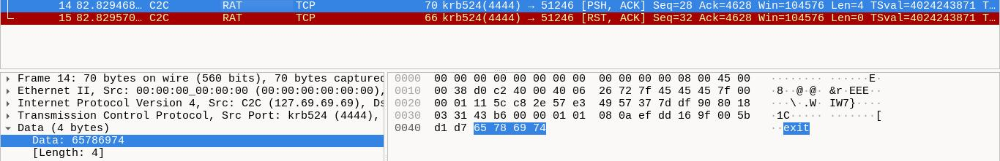 14 82.829468… C2C RAT TCP 70 krb524(4444) → 51246 [PSH, ACK] Seq=28 Ack=4628 Win=104576 Len=4 TSval=4024243871 T…
15 82.829570… C2C RAT TCP 66 krb524(4444) → 51246 [RST, ACK] Seq=32 Ack=4628 Win=104576 Len=0 TSval=4024243871 T…
Frame 14: 70 bytes on wire (560 bits), 70 bytes captured
Ethernet II, Src: 00:00:00_00:00:00 (00:00:00:00:00:00),
Internet Protocol Version 4, Src: C2C (127.69.69.69), Ds
Transmission Control Protocol, Src Port: krb524 (4444),
Data (4 bytes)
Data: 65786974
[Length: 4]
0000 00 00 00 00 00 00 00 00 00 00 00 00 08 00 45 00 ········ ······E·
0010 00 38 d0 c2 40 00 40 06 26 72 7f 45 45 45 7f 00 ·8··@·@· &r·EEE··
0020 00 01 11 5c c8 2e 57 e3 49 57 37 7d df 90 80 18 ···\·.W· IW7}····
0030 03 31 43 b6 00 00 01 01 08 0a ef dd 16 9f 00 5b ·1C····· ·······[
0040 d1 d7 65 78 69 74 ··exit